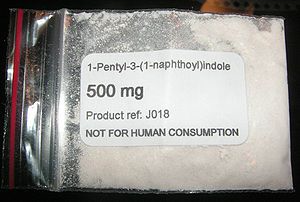 1-Pentyl-3-(1-naphthoyl)indole
500 mg
Product ref: J018
NOT FOR HUMAN CONSUMPTION